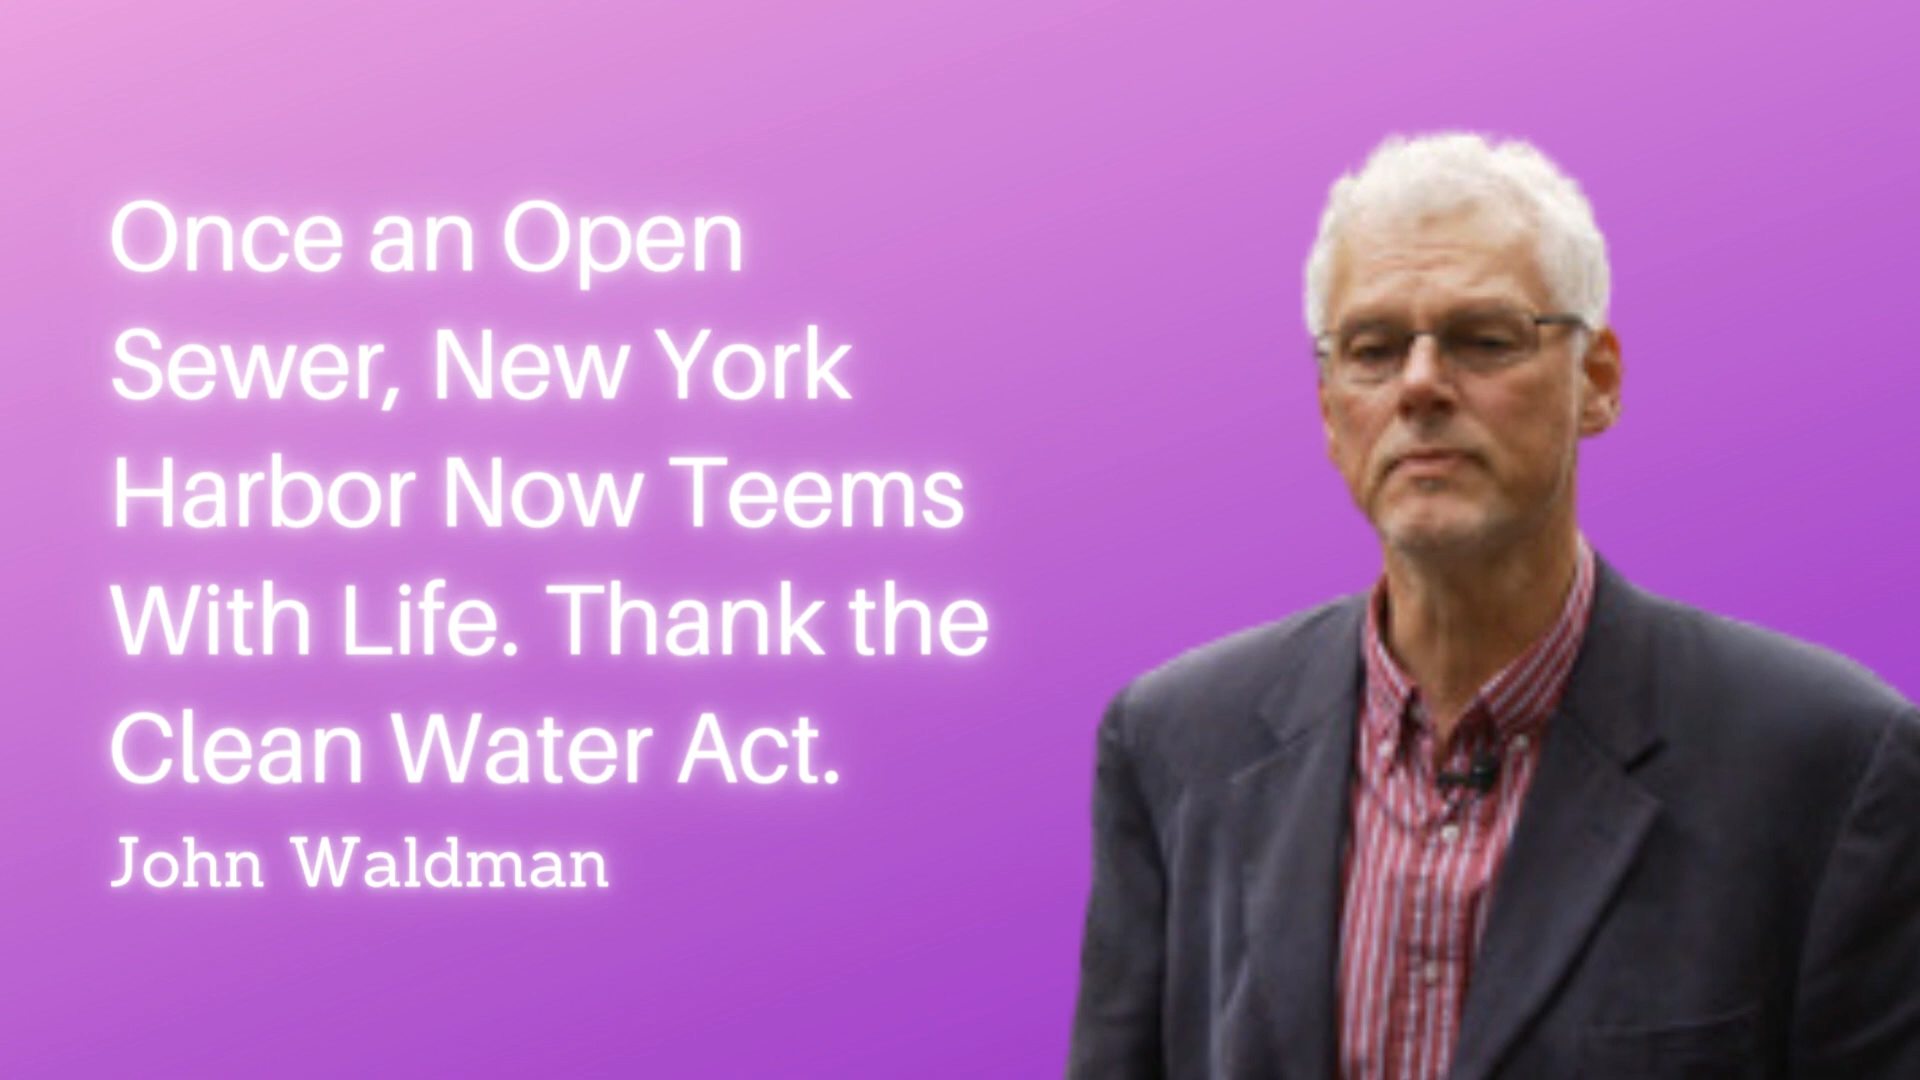 Once an Open
Sewer, New York
Harbor Now Teems
With Life. Thank the
Clean Water Act.
John Waldman